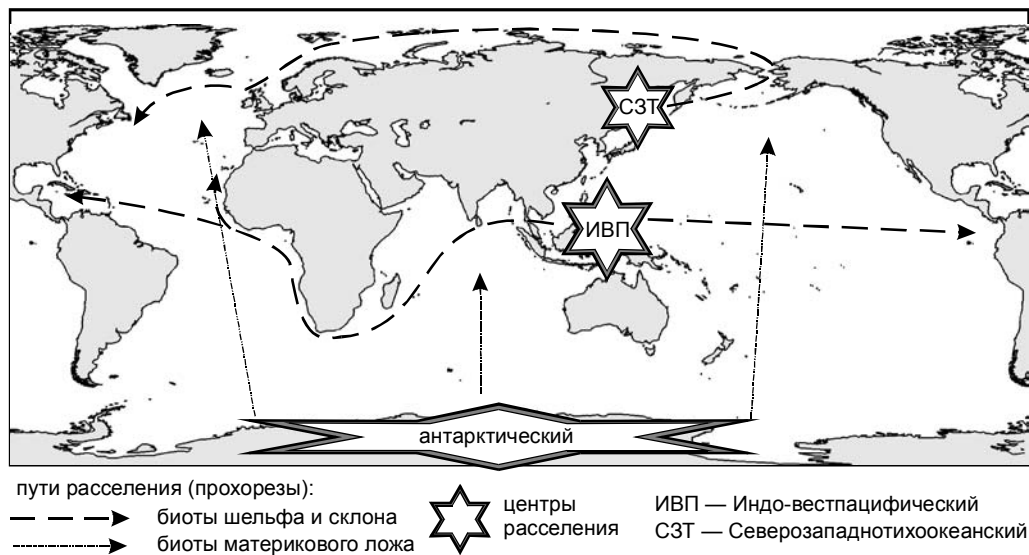 СЗТ
ИВП
антарктический
пути расселения (прохорезы):
биоты шельфа и склона
биоты материкового ложа
центры
расселения
ИВП — Индо-вестпацифический
СЗТ — Северозападнотихоокеанский